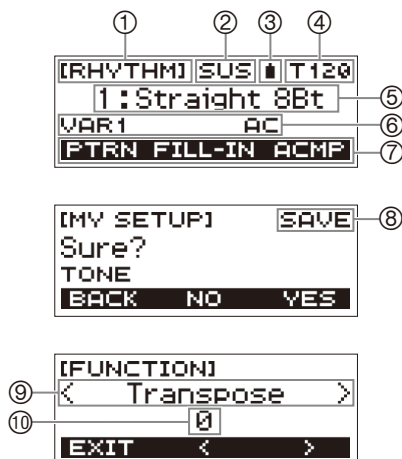 ① ② ③ ④
[RHYTHM] SUS T120
1:Straight 8Bt ⑤
VAR1 AC ⑥
PTRN FILL-IN ACMP ⑦
[MY SETUP] SAVE ⑧
Sure?
TONE
BACK NO YES
[FUNCTION]
⑨ < Transpose >
⑩ 0
EXIT < >